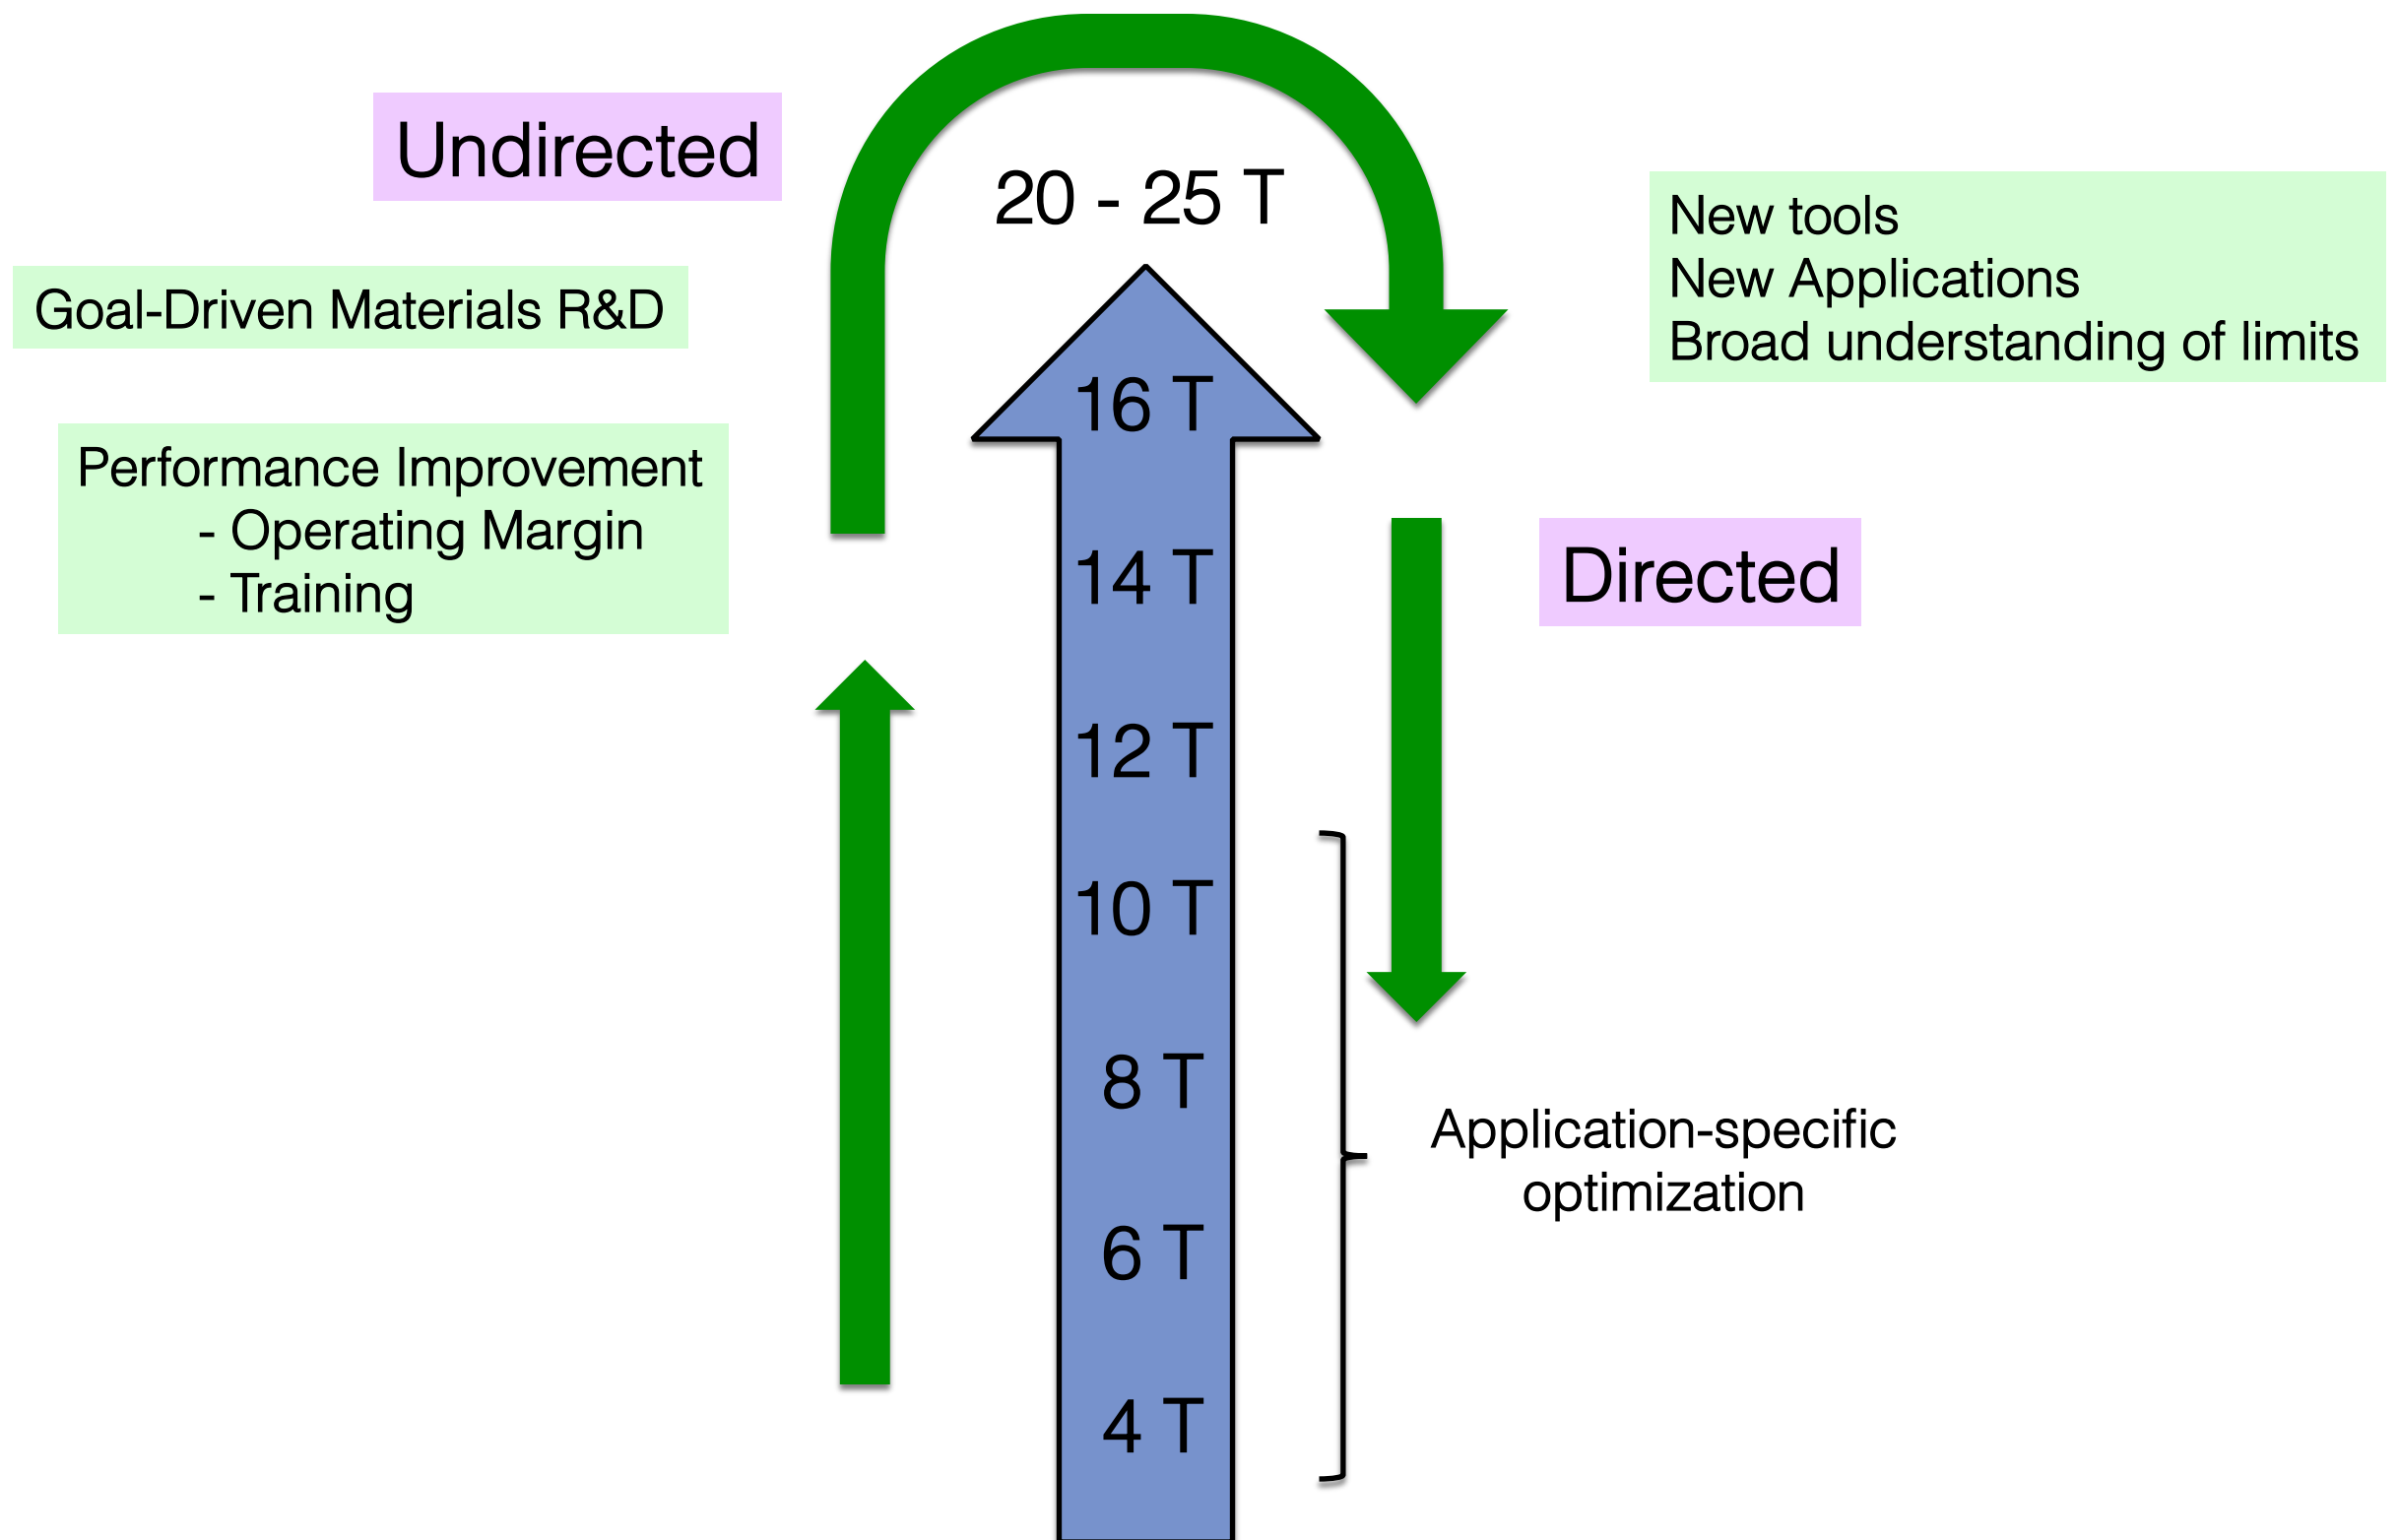 Undirected
Goal-Driven Materials R&D
Performance Improvement
- Operating Margin
- Training
20 - 25 T
16 T
14 T
12 T
10 T
8 T
6 T
4 T
New tools
New Applications
Broad understanding of limits
Directed
Application-specific
optimization